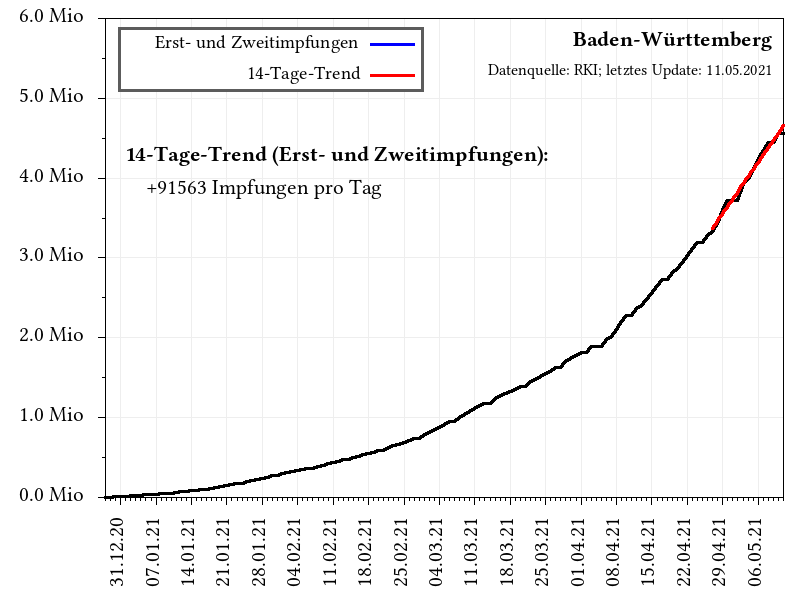 6.0 Mio
5.0 Mio
4.0 Mio
3.0 Mio
2.0 Mio
1.0 Mio
0.0 Mio
Erst- und Zweitimpfungen
14-Tage-Trend
Baden-Württemberg
Datenquelle: RKI; letztes Update: 11.05.2021
14-Tage-Trend (Erst- und Zweitimpfungen):
+91563 Impfungen pro Tag
31.12.20
07.01.21
14.01.21
21.01.21
28.01.21
04.02.21
11.02.21
18.02.21
25.02.21
04.03.21
11.03.21
18.03.21
25.03.21
01.04.21
08.04.21
15.04.21
22.04.21
29.04.21
06.05.21